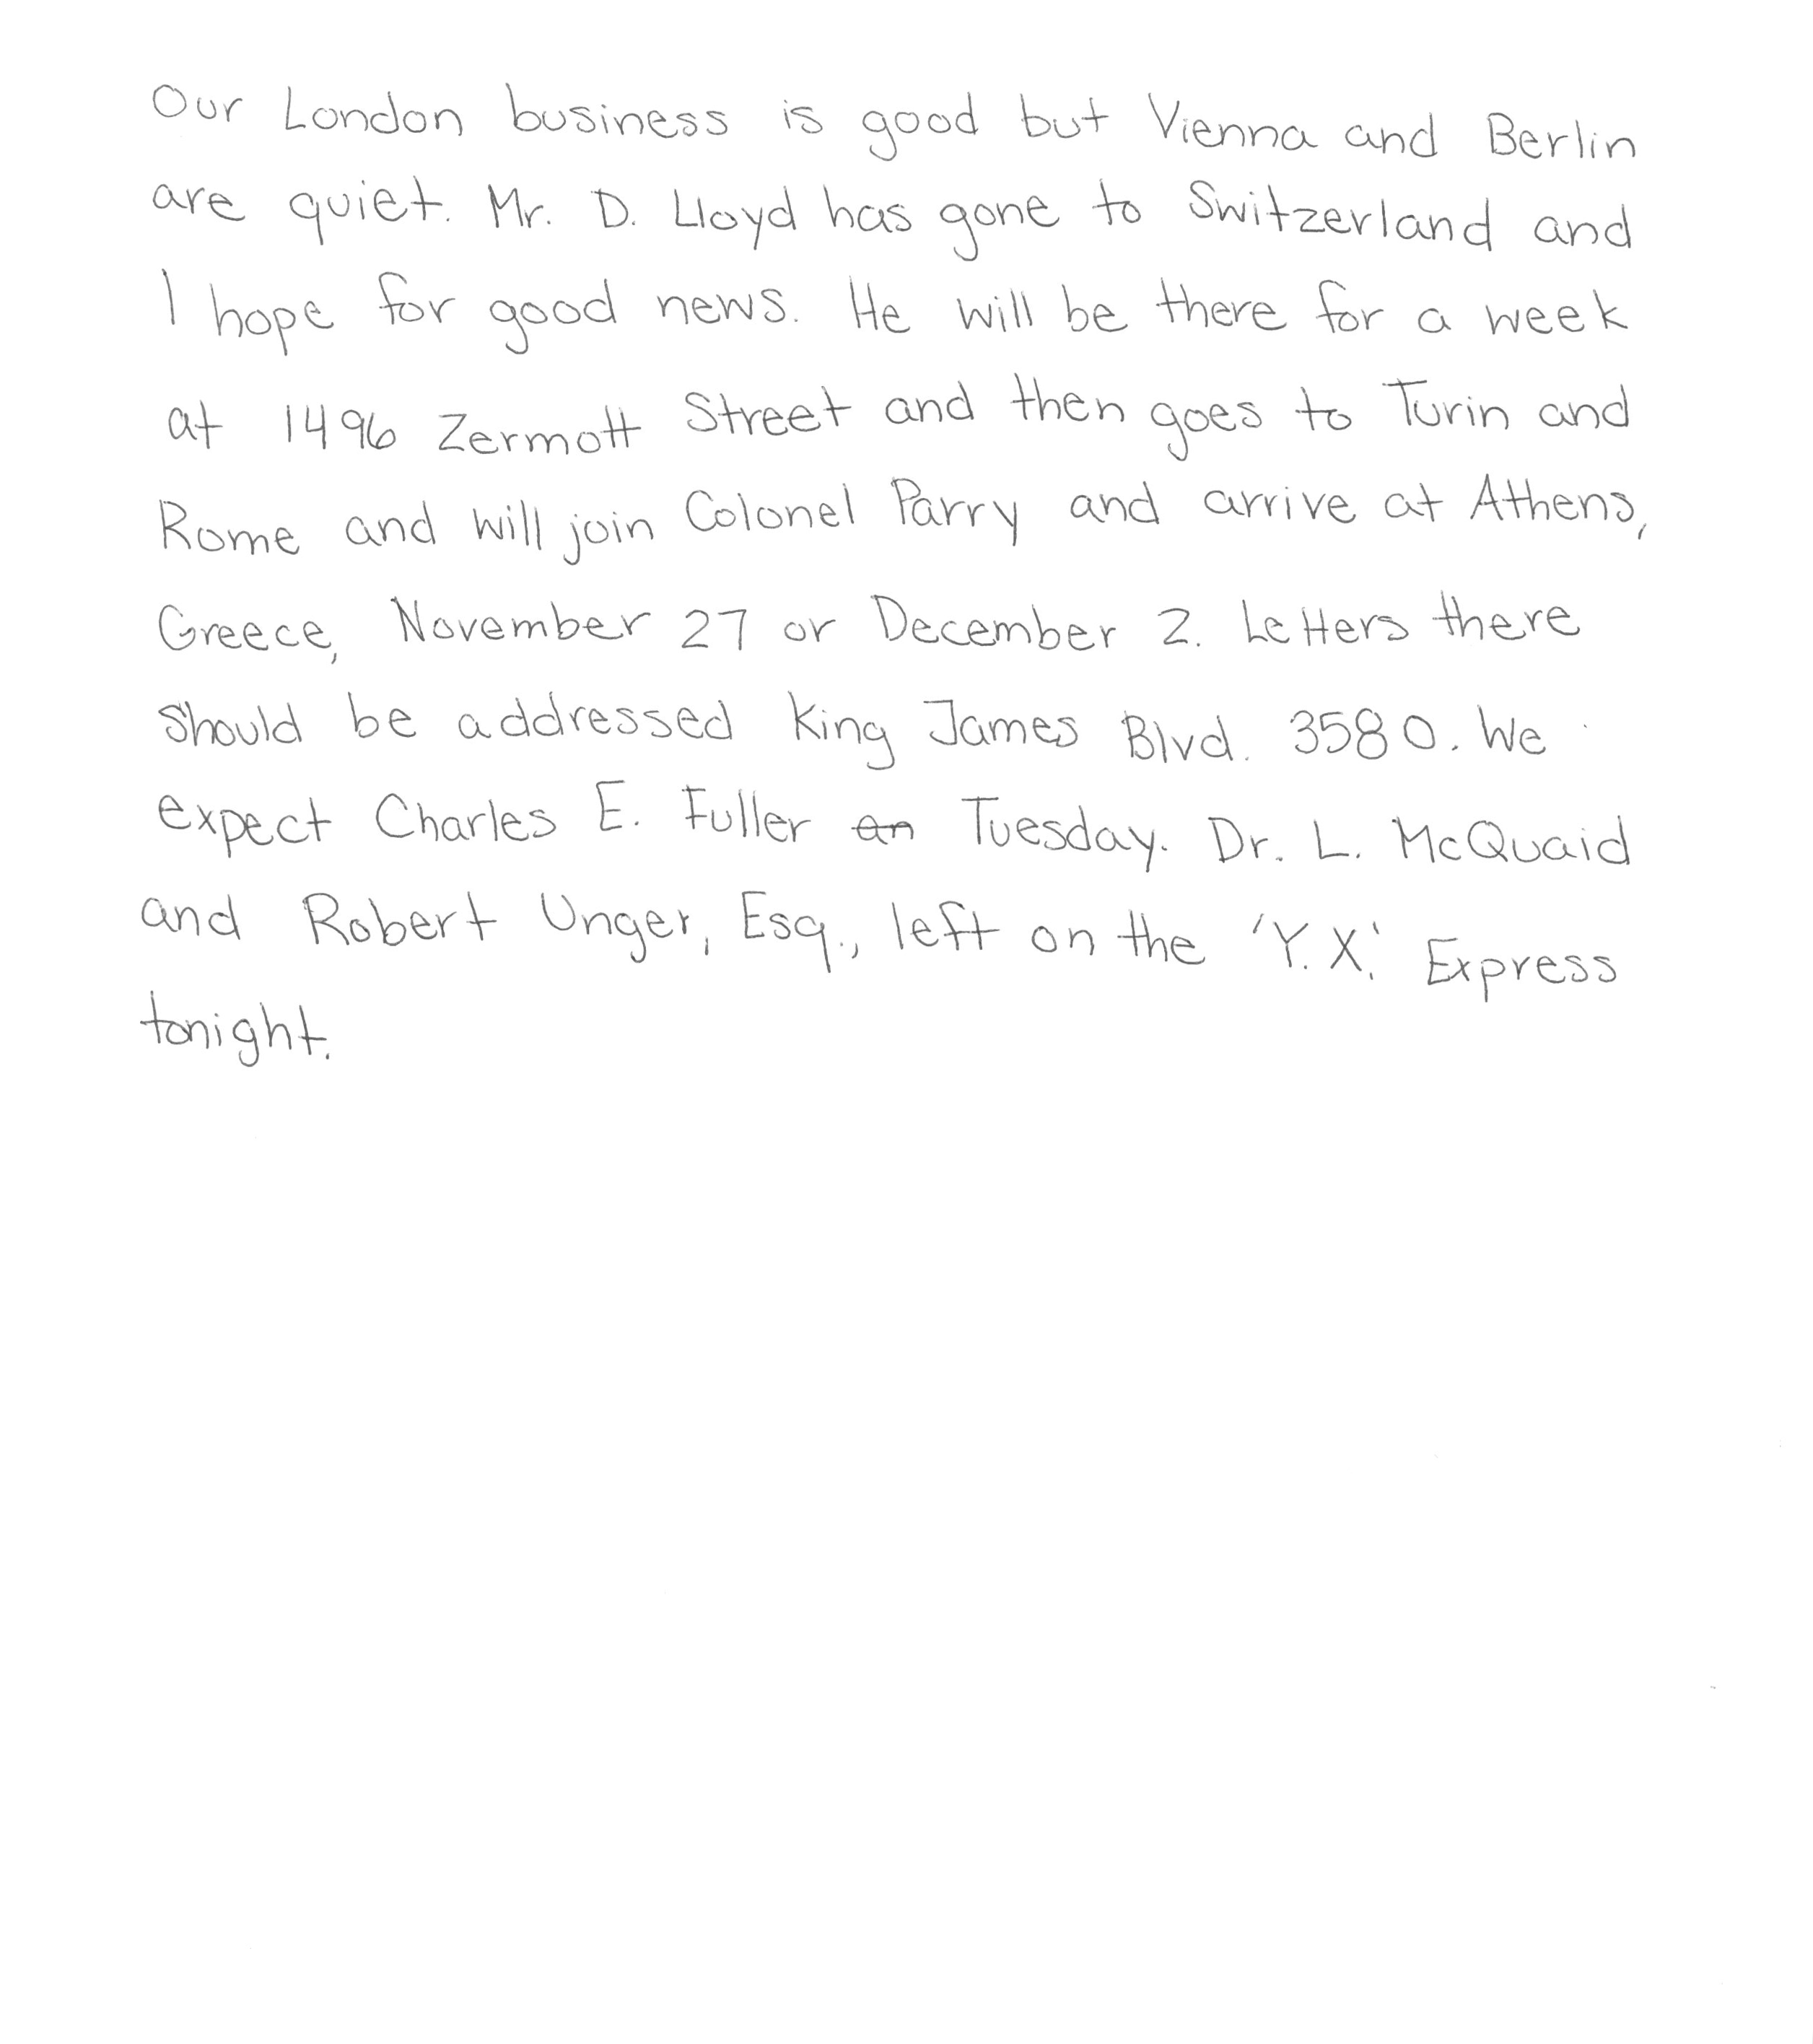 Our London business is good but Vienna and Berlin
are quiet. Mr. D. Lloyd has gone to Switzerland and
I hope for good news. He will be there for a week
at 1496 Zermott Street and then goes to Turin and
Rome and will join Colonel Parry and arrive at Athens,
Greece, November 27 or December 2. Letters there
should be addressed King James Blvd. 3580. We
expect Charles E. Fuller on Tuesday. Dr. L. McQuaid
and Robert Unger, Esq., left on the 'Y.X.' Express
tonight.